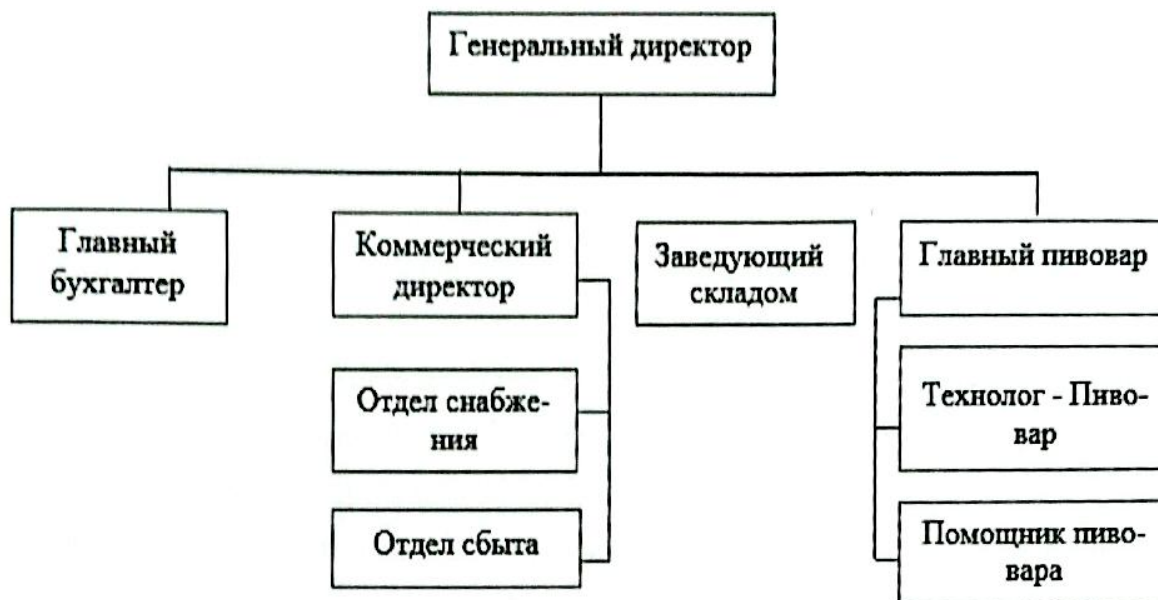 Генеральный директор
Главный
бухгалтер
Коммерческий
директор
Заведующий
складом
Главный пивовар
Отдел снабже-
ния
Технолог - Пиво-
вар
Отдел сбыта
Помощник пиво-
вара